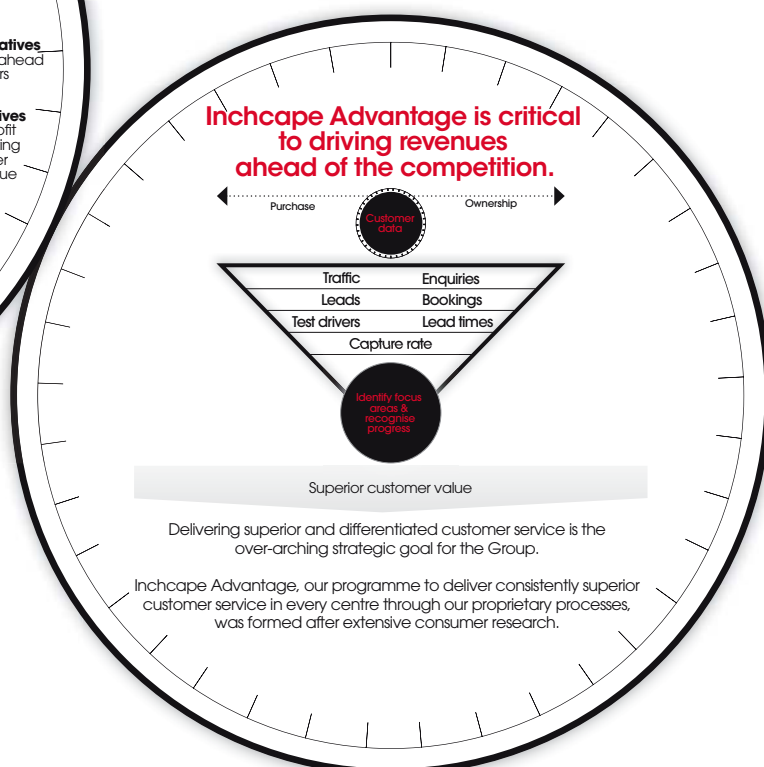 atives
ahead
rs
ives
ofit
ing
er
ue
Inchcape Advantage is critical
to driving revenues
ahead of the competition.
Purchase
Ownership
Customer
data
Traffic Enquiries
Leads Bookings
Test drivers Lead times
Capture rate
Identify focus
areas &
recognise
progress
Superior customer value
Delivering superior and differentiated customer service is the
over-arching strategic goal for the Group.
Inchcape Advantage, our programme to deliver consistently superior
customer service in every centre through our proprietary processes,
was formed after extensive consumer research.